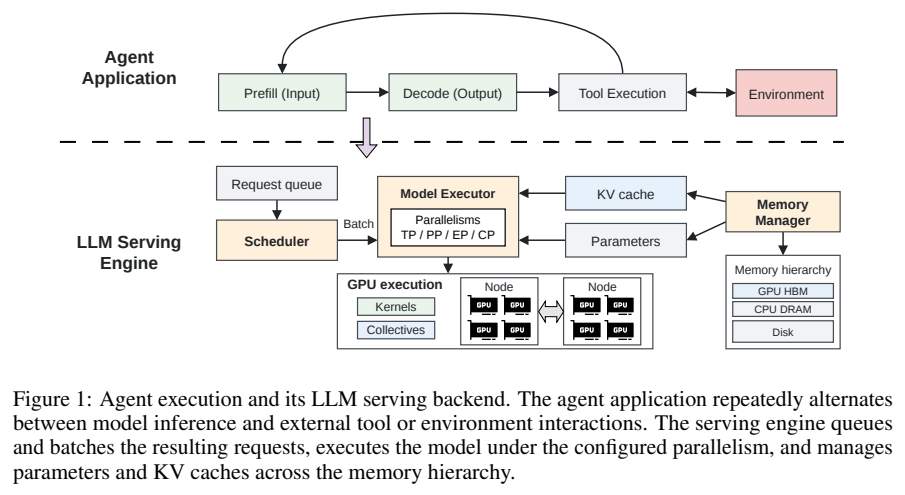 Agent
Application
Prefill (Input)
Decode (Output)
Tool Execution
Environment
LLM Serving
Engine
Request queue
Scheduler
Batch
Model Executor
Parallelisms
TP / PP / EP / CP
KV cache
Parameters
Memory
Manager
Memory hierarchy
GPU HBM
CPU DRAM
Disk
GPU execution
Kernels
Collectives
Node
GPU GPU
GPU GPU
Node
GPU GPU
GPU GPU
Figure 1: Agent execution and its LLM serving backend. The agent application repeatedly alternates
between model inference and external tool or environment interactions. The serving engine queues
and batches the resulting requests, executes the model under the configured parallelism, and manages
parameters and KV caches across the memory hierarchy.